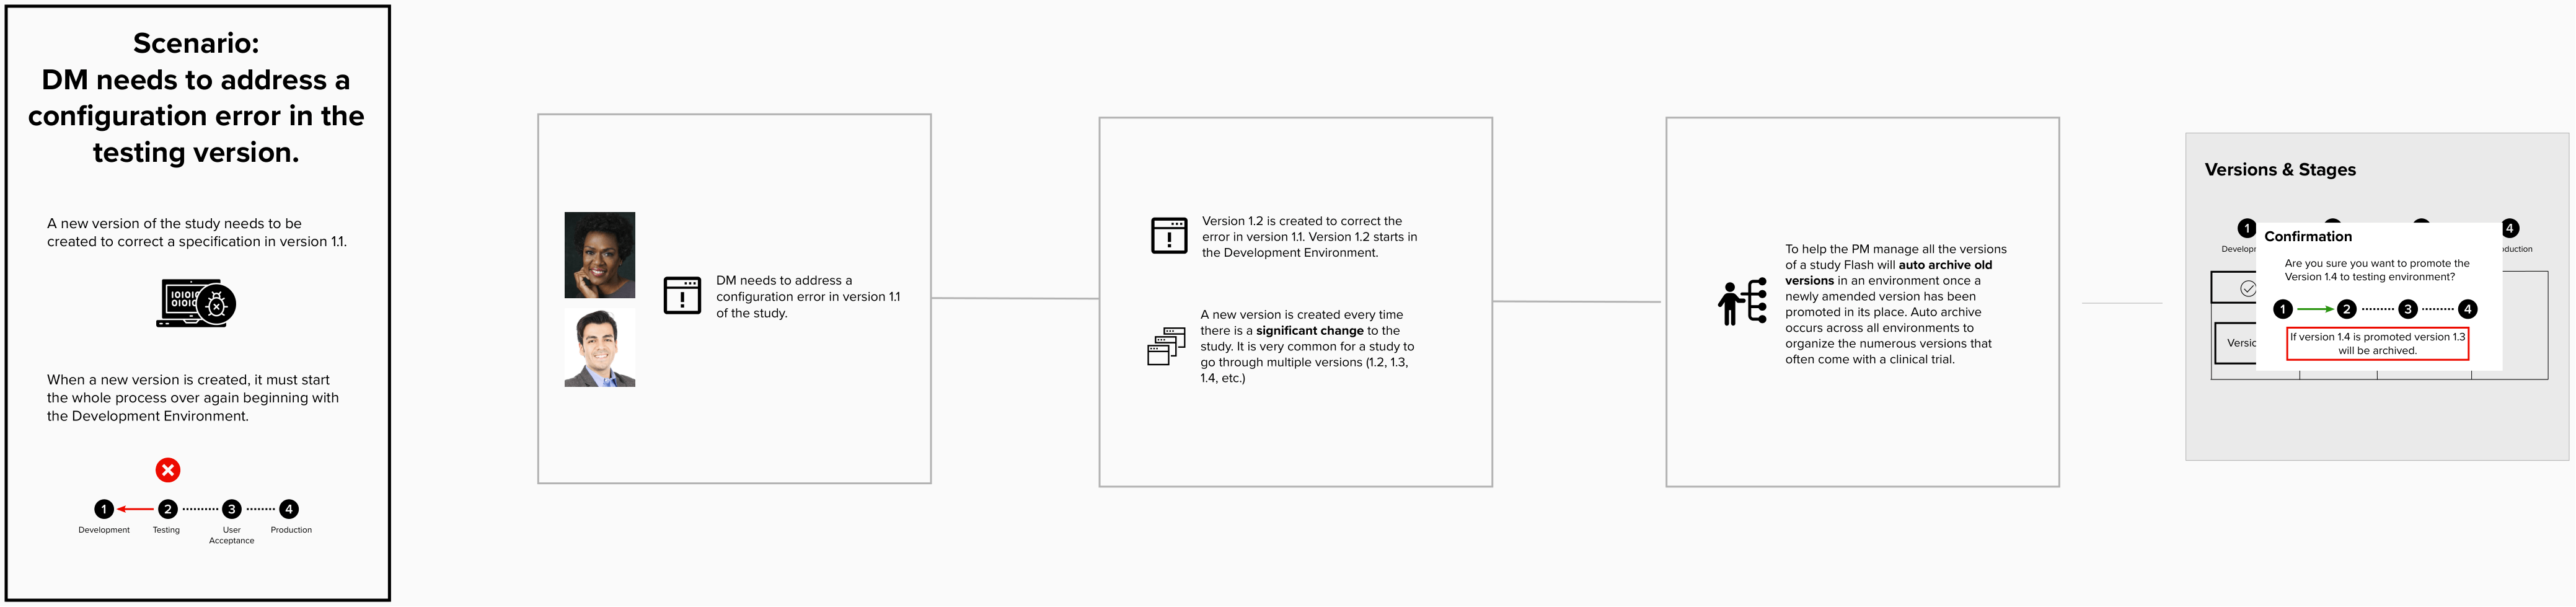 Scenario:
DM needs to address a
configuration error in the
testing version.
A new version of the study needs to be
created to correct a specification in version 1.1.
When a new version is created, it must start
the whole process over again beginning with
the Development Environment.
1 2 3 4
Development Testing User Production
Acceptance
DM needs to address a
configuration error in version 1.1
of the study.
Version 1.2 is created to correct the
error in version 1.1. Version 1.2 starts in
the Development Environment.
A new version is created every time
there is a significant change to the
study. It is very common for a study to
go through multiple versions (1.2, 1.3,
1.4, etc.)
To help the PM manage all the versions
of a study Flash will auto archive old
versions in an environment once a
newly amended version has been
promoted in its place. Auto archive
occurs across all environments to
organize the numerous versions that
often come with a clinical trial.
Versions & Stages
1 4
Develop duction
Versic
Confirmation
Are you sure you want to promote the
Version 1.4 to testing environment?
1 2 3 4
If version 1.4 is promoted version 1.3
will be archived.